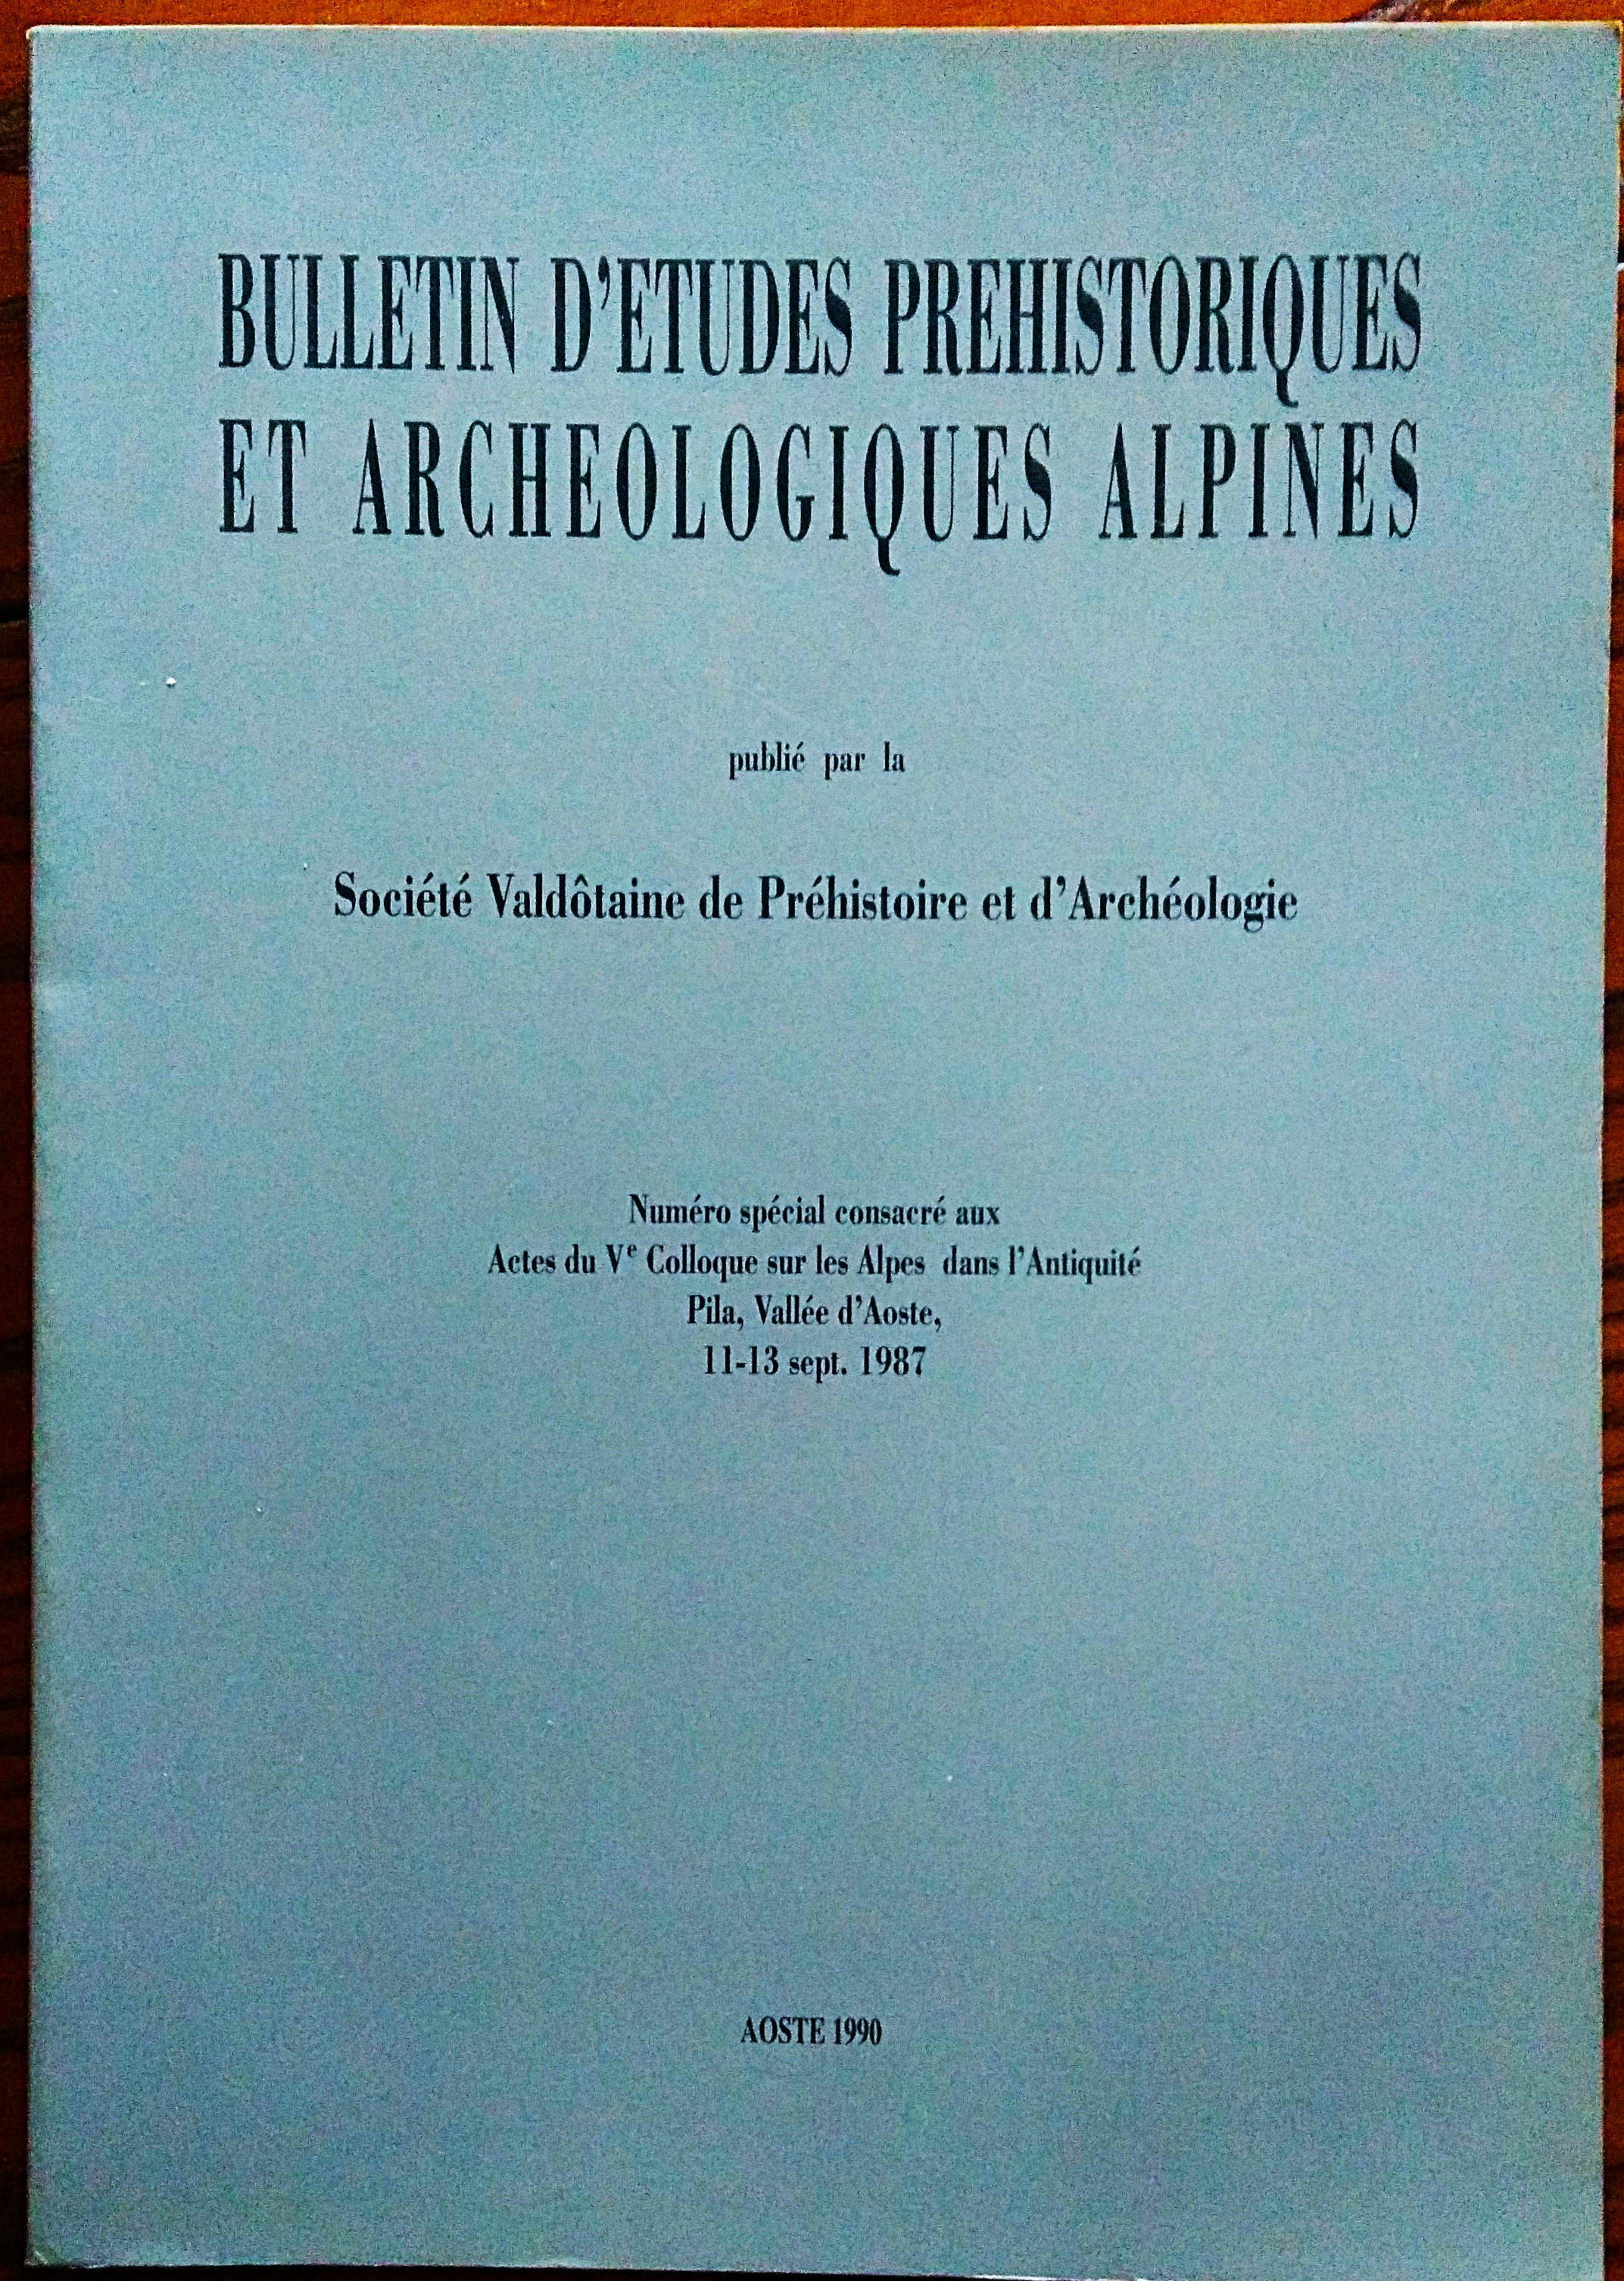 BULLETIN D'ETUDES PREHISTORIQUES
ET ARCHEOLOGIQUES ALPINES
publié par la
Société Valdôtaine de Préhistoire et d'Archéologie
Numéro spécial consacré aux
Actes du Ve Colloque sur les Alpes dans l'Antiquité
Pila, Vallée d'Aoste,
11-13 sept. 1987
AOSTE 1990